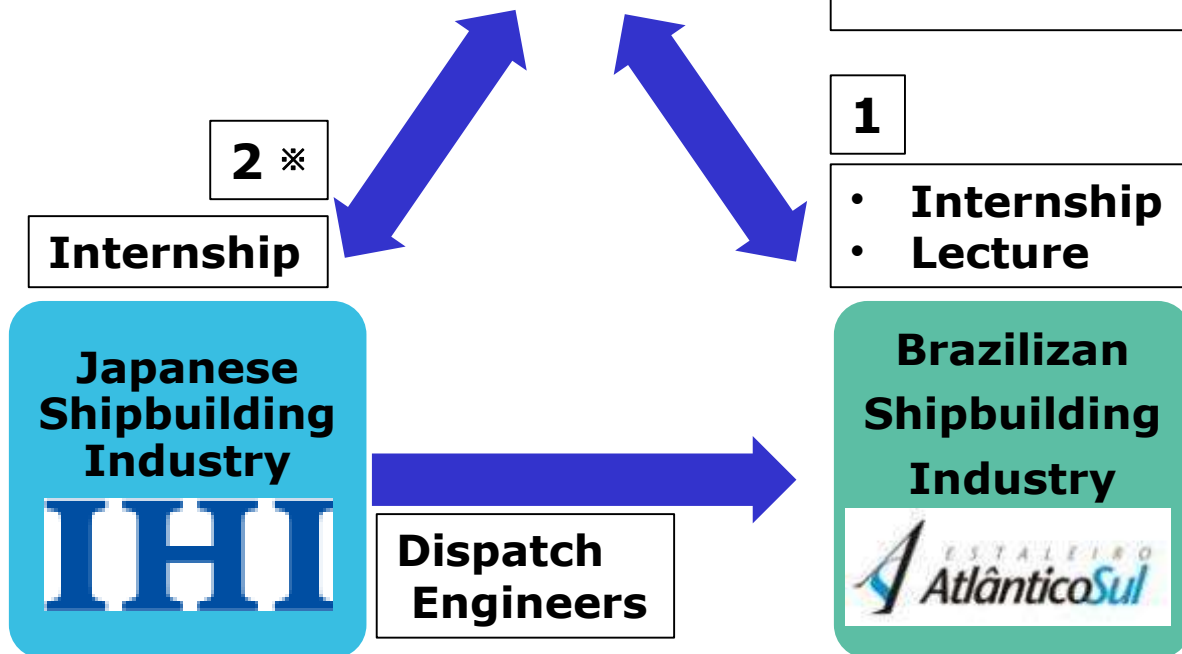 2 ※
Internship
1
• Internship
• Lecture
Japanese
Shipbuilding
Industry
IHI
Dispatch
Engineers
Brazilizan
Shipbuilding
Industry
ESTALEIRO
AtlânticoSul